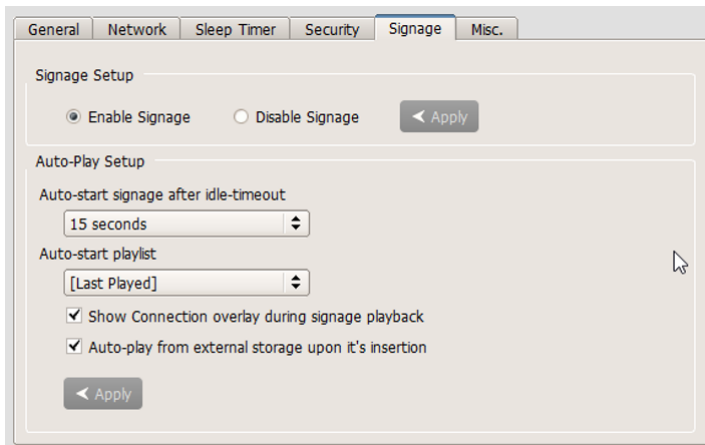 General Network Sleep Timer Security Signage Misc.
Signage Setup
Enable Signage Disable Signage Apply
Auto-Play Setup
Auto-start signage after idle-timeout
15 seconds
Auto-start playlist
[Last Played]
Show Connection overlay during signage playback
Auto-play from external storage upon it's insertion
Apply